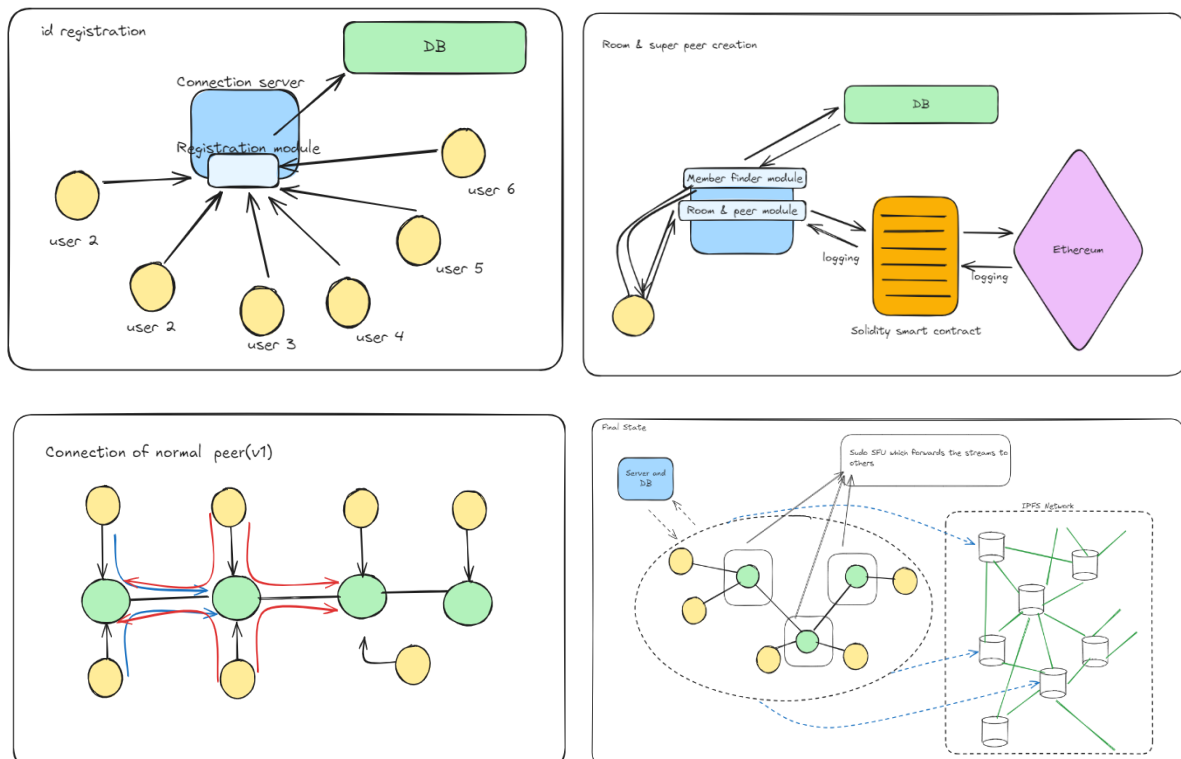 id registration
DB
Connection server
Registration module
user 6
user 2
user 5
user 2
user 3
user 4
Room & super peer creation
DB
Member finder module
Room & peer module
logging
Ethereum
logging
Solidity smart contract
Connection of normal peer(v1)
Final State
Sudo SFU which forwards the streams to
others
Server and
DB
IPFS Network